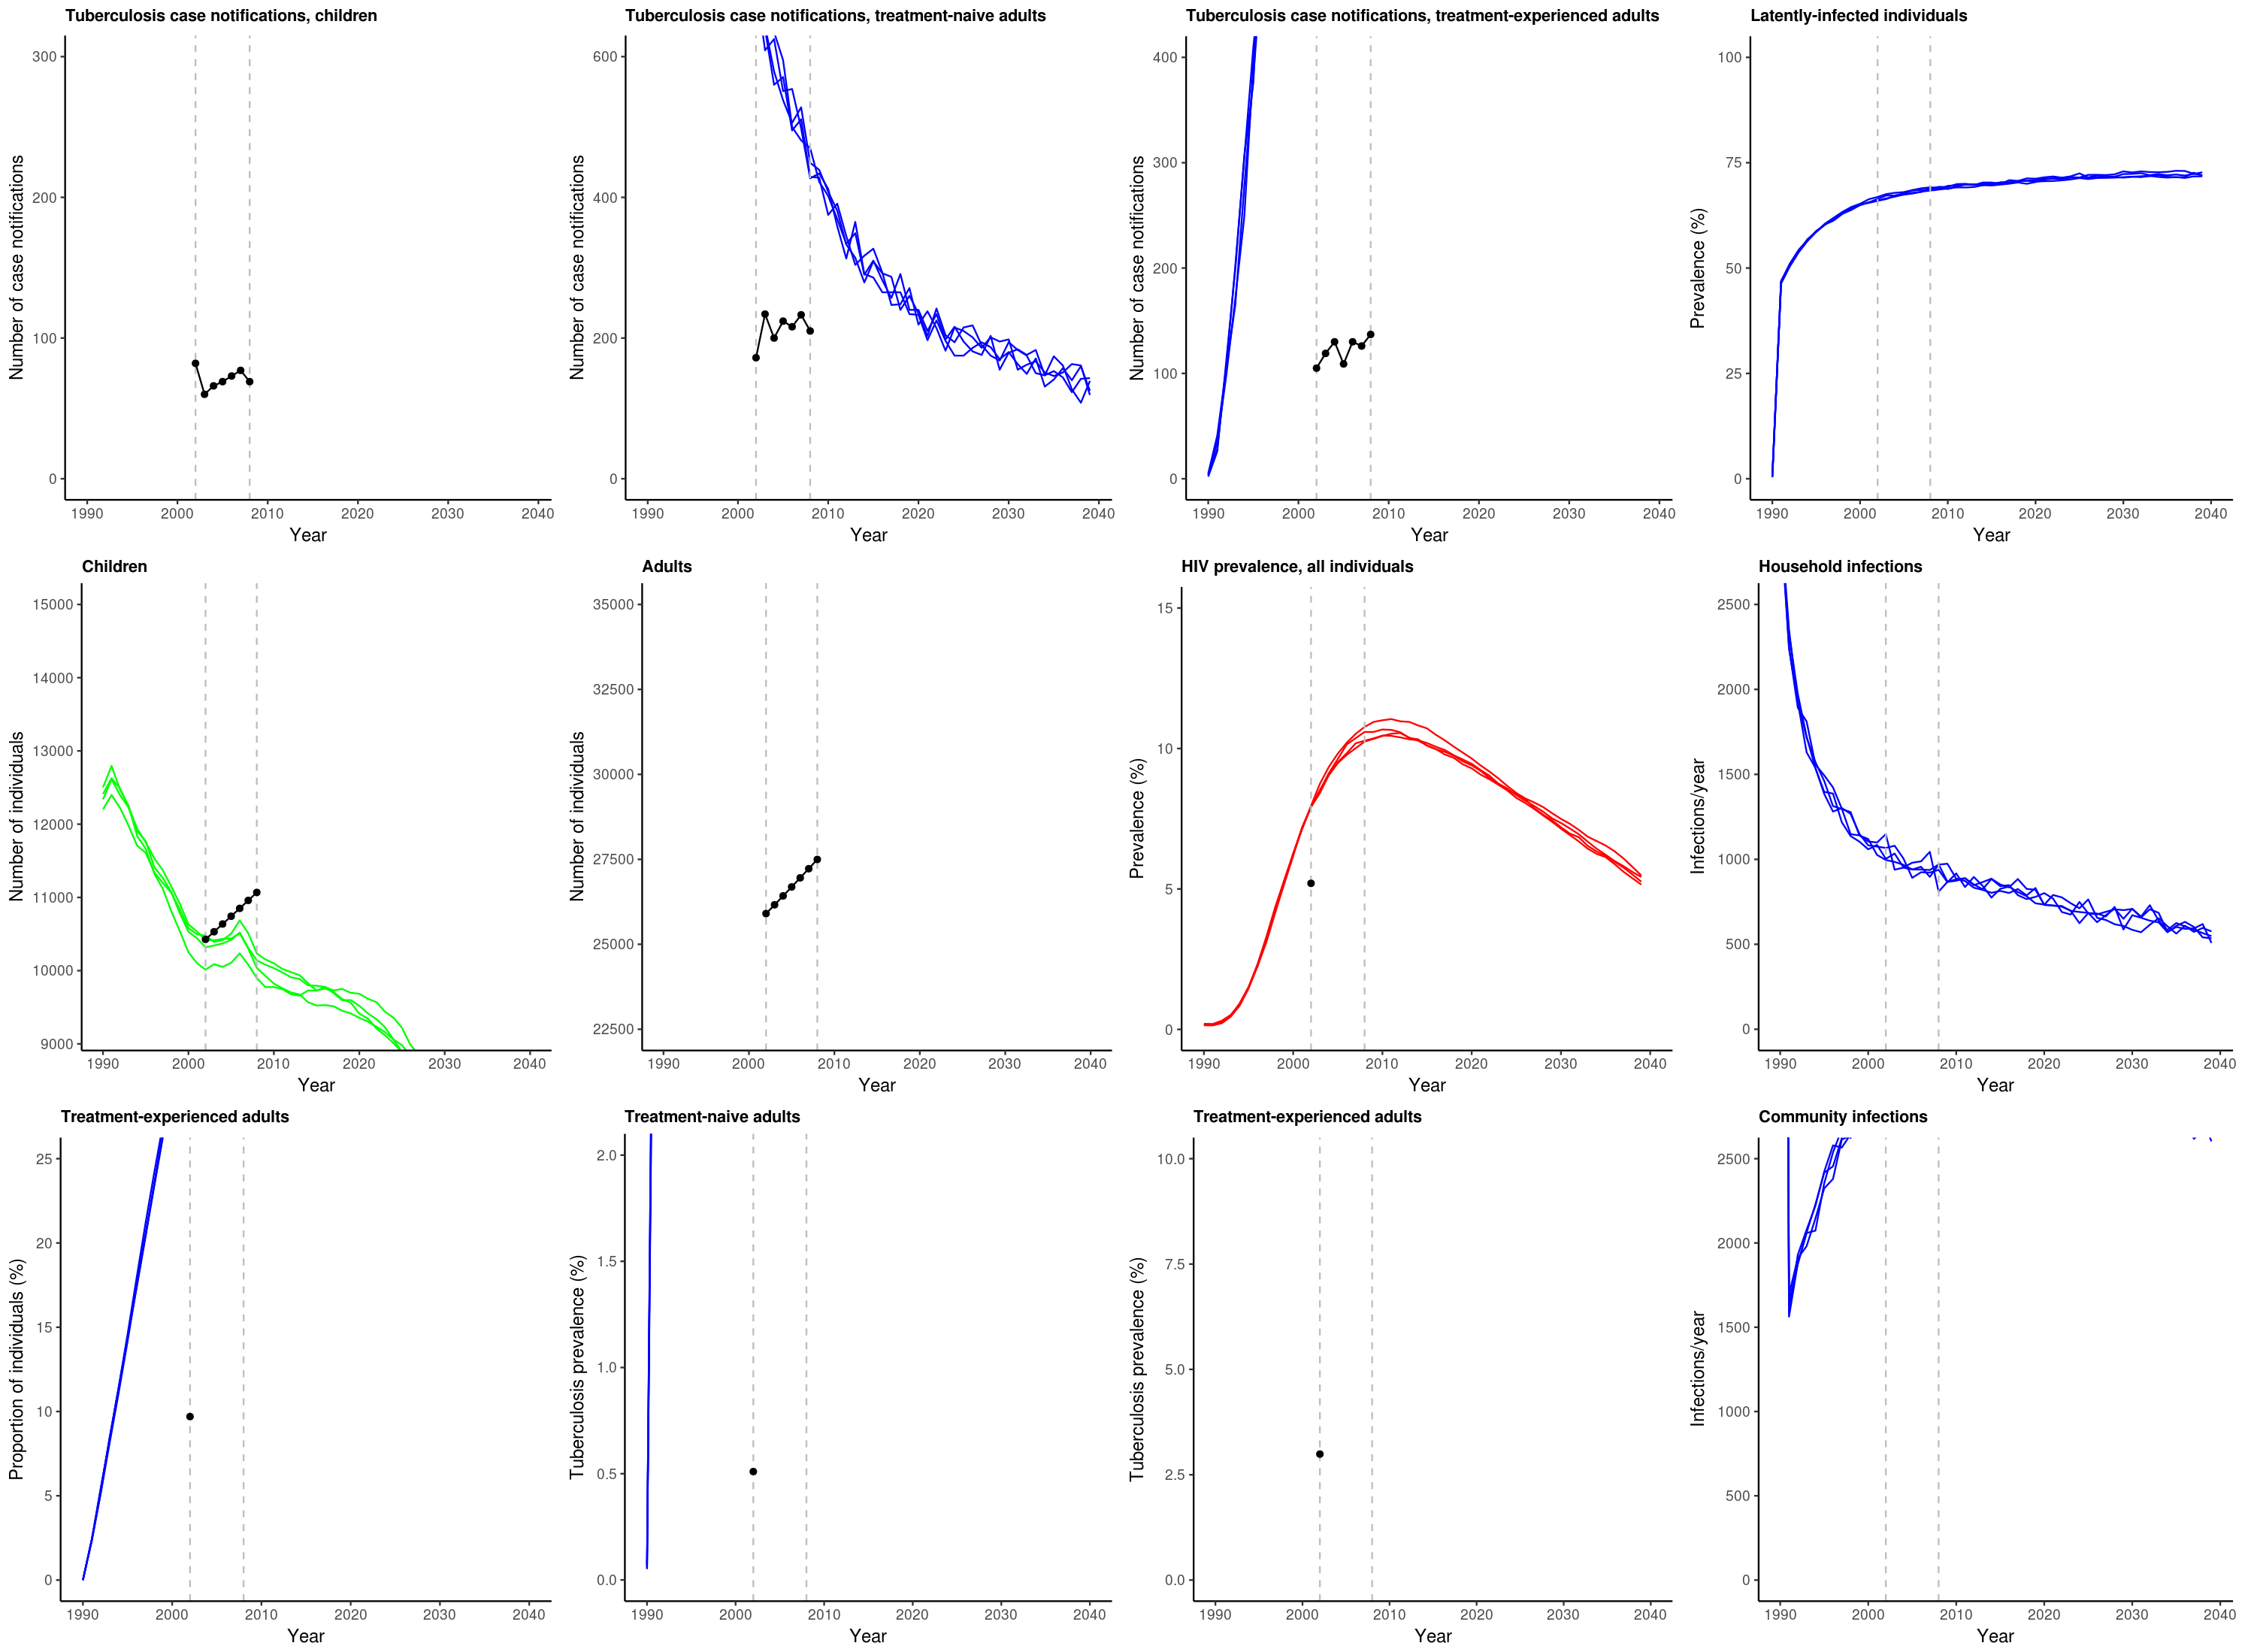 Tuberculosis case notifications, children
Number of case notifications
300
200
100
0
1990 2000 2010 2020 2030 2040
Year
Tuberculosis case notifications, treatment-naive adults
Number of case notifications
600
400
200
0
1990 2000 2010 2020 2030 2040
Year
Tuberculosis case notifications, treatment-experienced adults
Number of case notifications
400
300
200
100
0
1990 2000 2010 2020 2030 2040
Year
Latently-infected individuals
Prevalence (%)
100
75
50
25
0
1990 2000 2010 2020 2030 2040
Year
Children
Number of individuals
15000
14000
13000
12000
11000
10000
9000
1990 2000 2010 2020 2030 2040
Year
Adults
Number of individuals
35000
32500
30000
27500
25000
22500
1990 2000 2010 2020 2030 2040
Year
HIV prevalence, all individuals
Prevalence (%)
15
10
5
0
1990 2000 2010 2020 2030 2040
Year
Household infections
Infections/year
2500
2000
1500
1000
500
0
1990 2000 2010 2020 2030 2040
Year
Treatment-experienced adults
Proportion of individuals (%)
25
20
15
10
5
0
1990 2000 2010 2020 2030 2040
Year
Treatment-naive adults
Tuberculosis prevalence (%)
2.0
1.5
1.0
0.5
0.0
1990 2000 2010 2020 2030 2040
Year
Treatment-experienced adults
Tuberculosis prevalence (%)
10.0
7.5
5.0
2.5
0.0
1990 2000 2010 2020 2030 2040
Year
Community infections
Infections/year
2500
2000
1500
1000
500
0
1990 2000 2010 2020 2030 2040
Year